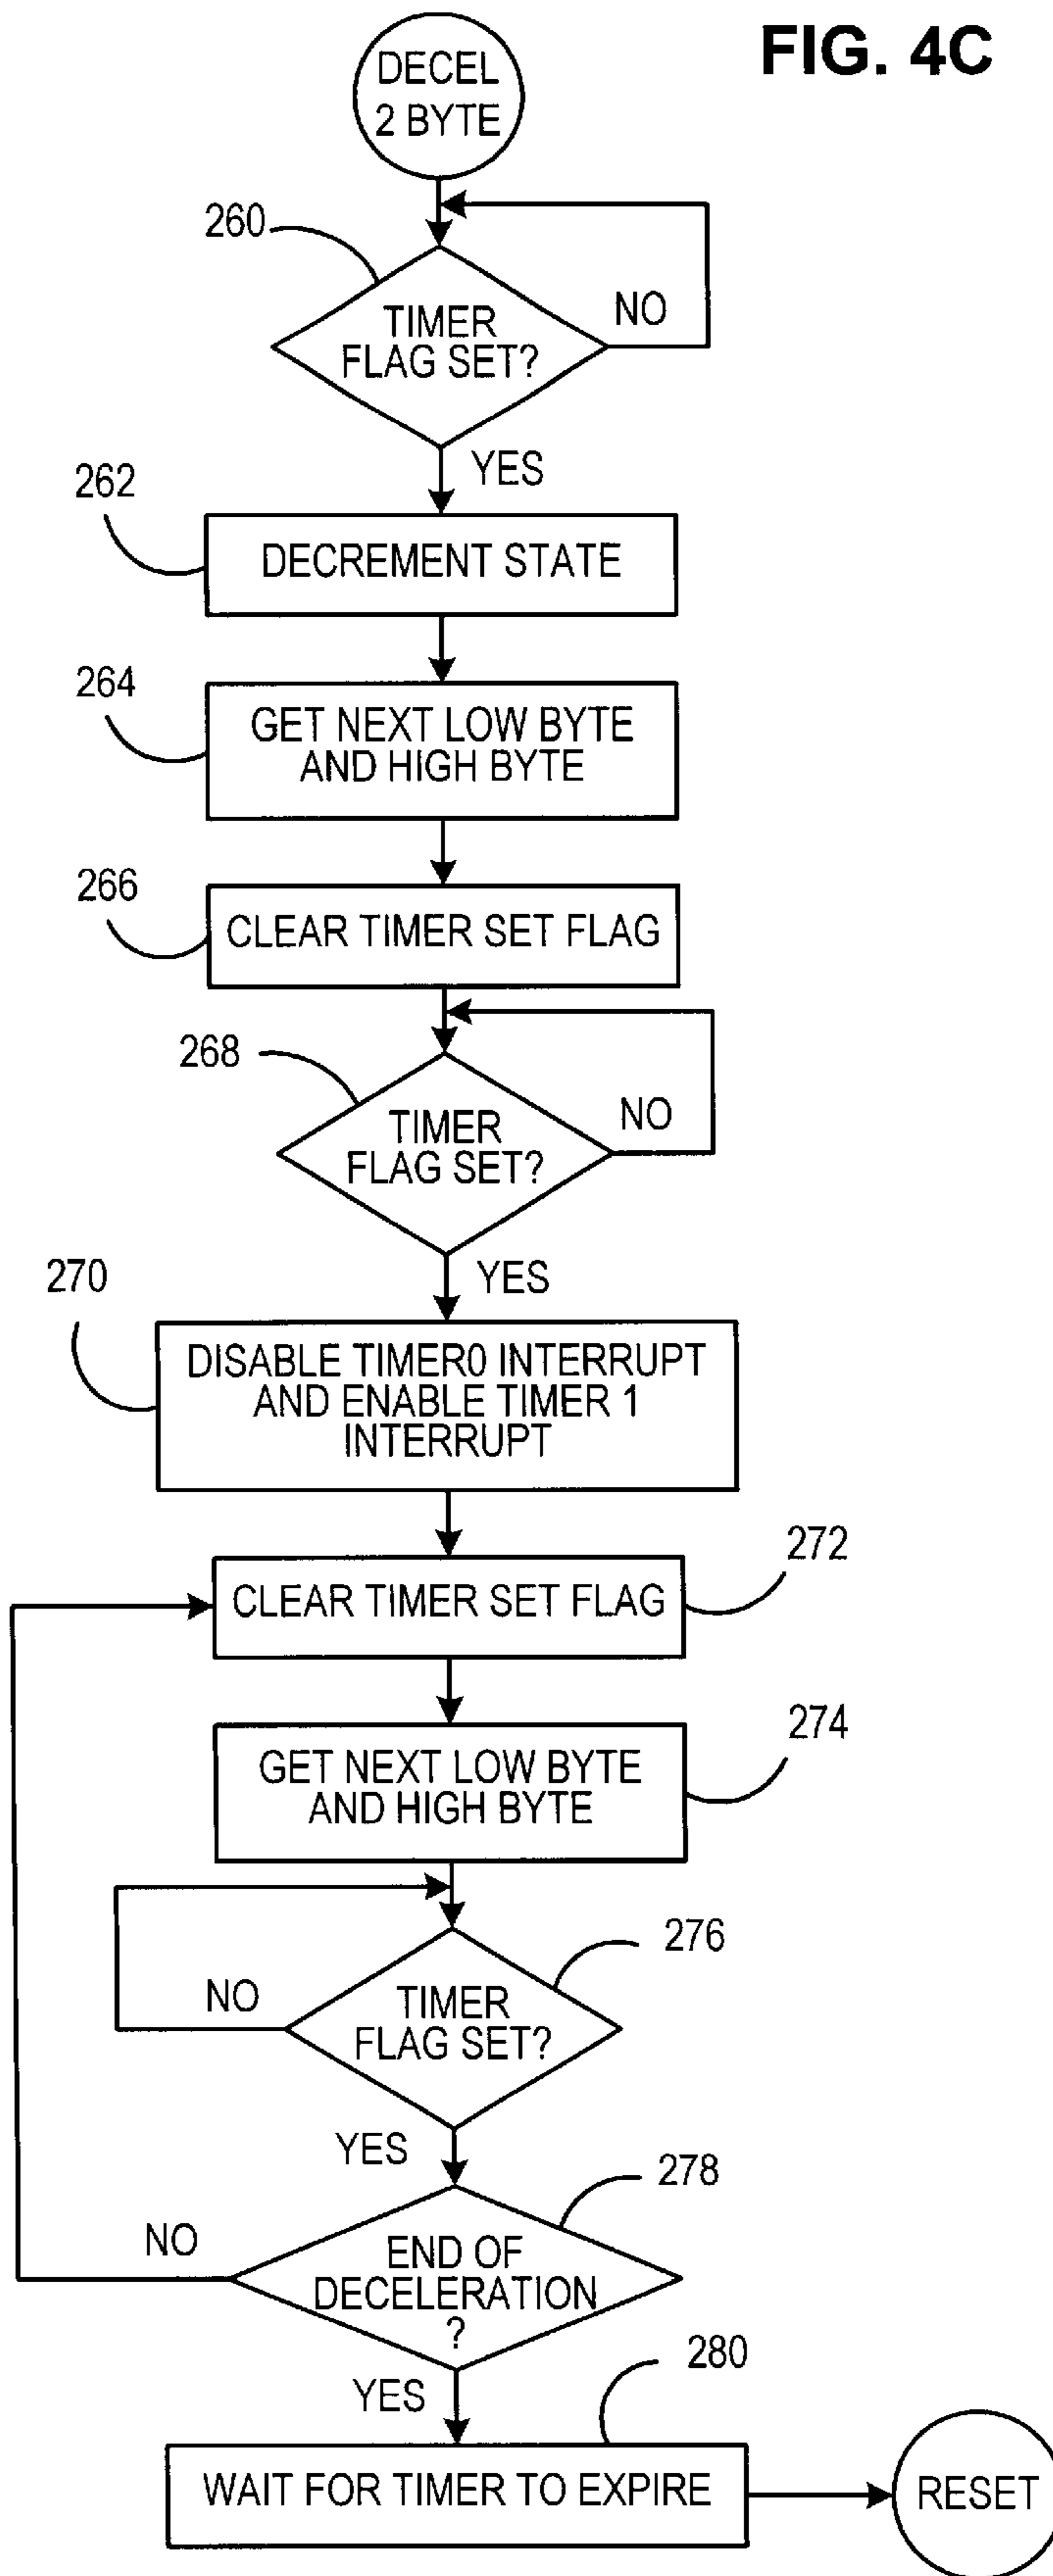 FIG. 4C
DECEL
2 BYTE
260
TIMER
FLAG SET?
NO
YES
262
DECREMENT STATE
264
GET NEXT LOW BYTE
AND HIGH BYTE
266
CLEAR TIMER SET FLAG
268
TIMER
FLAG SET?
NO
YES
270
DISABLE TIMER0 INTERRUPT
AND ENABLE TIMER 1
INTERRUPT
272
CLEAR TIMER SET FLAG
274
GET NEXT LOW BYTE
AND HIGH BYTE
276
NO
TIMER
FLAG SET?
YES
278
NO
END OF
DECELERATION
?
280
YES
WAIT FOR TIMER TO EXPIRE
RESET